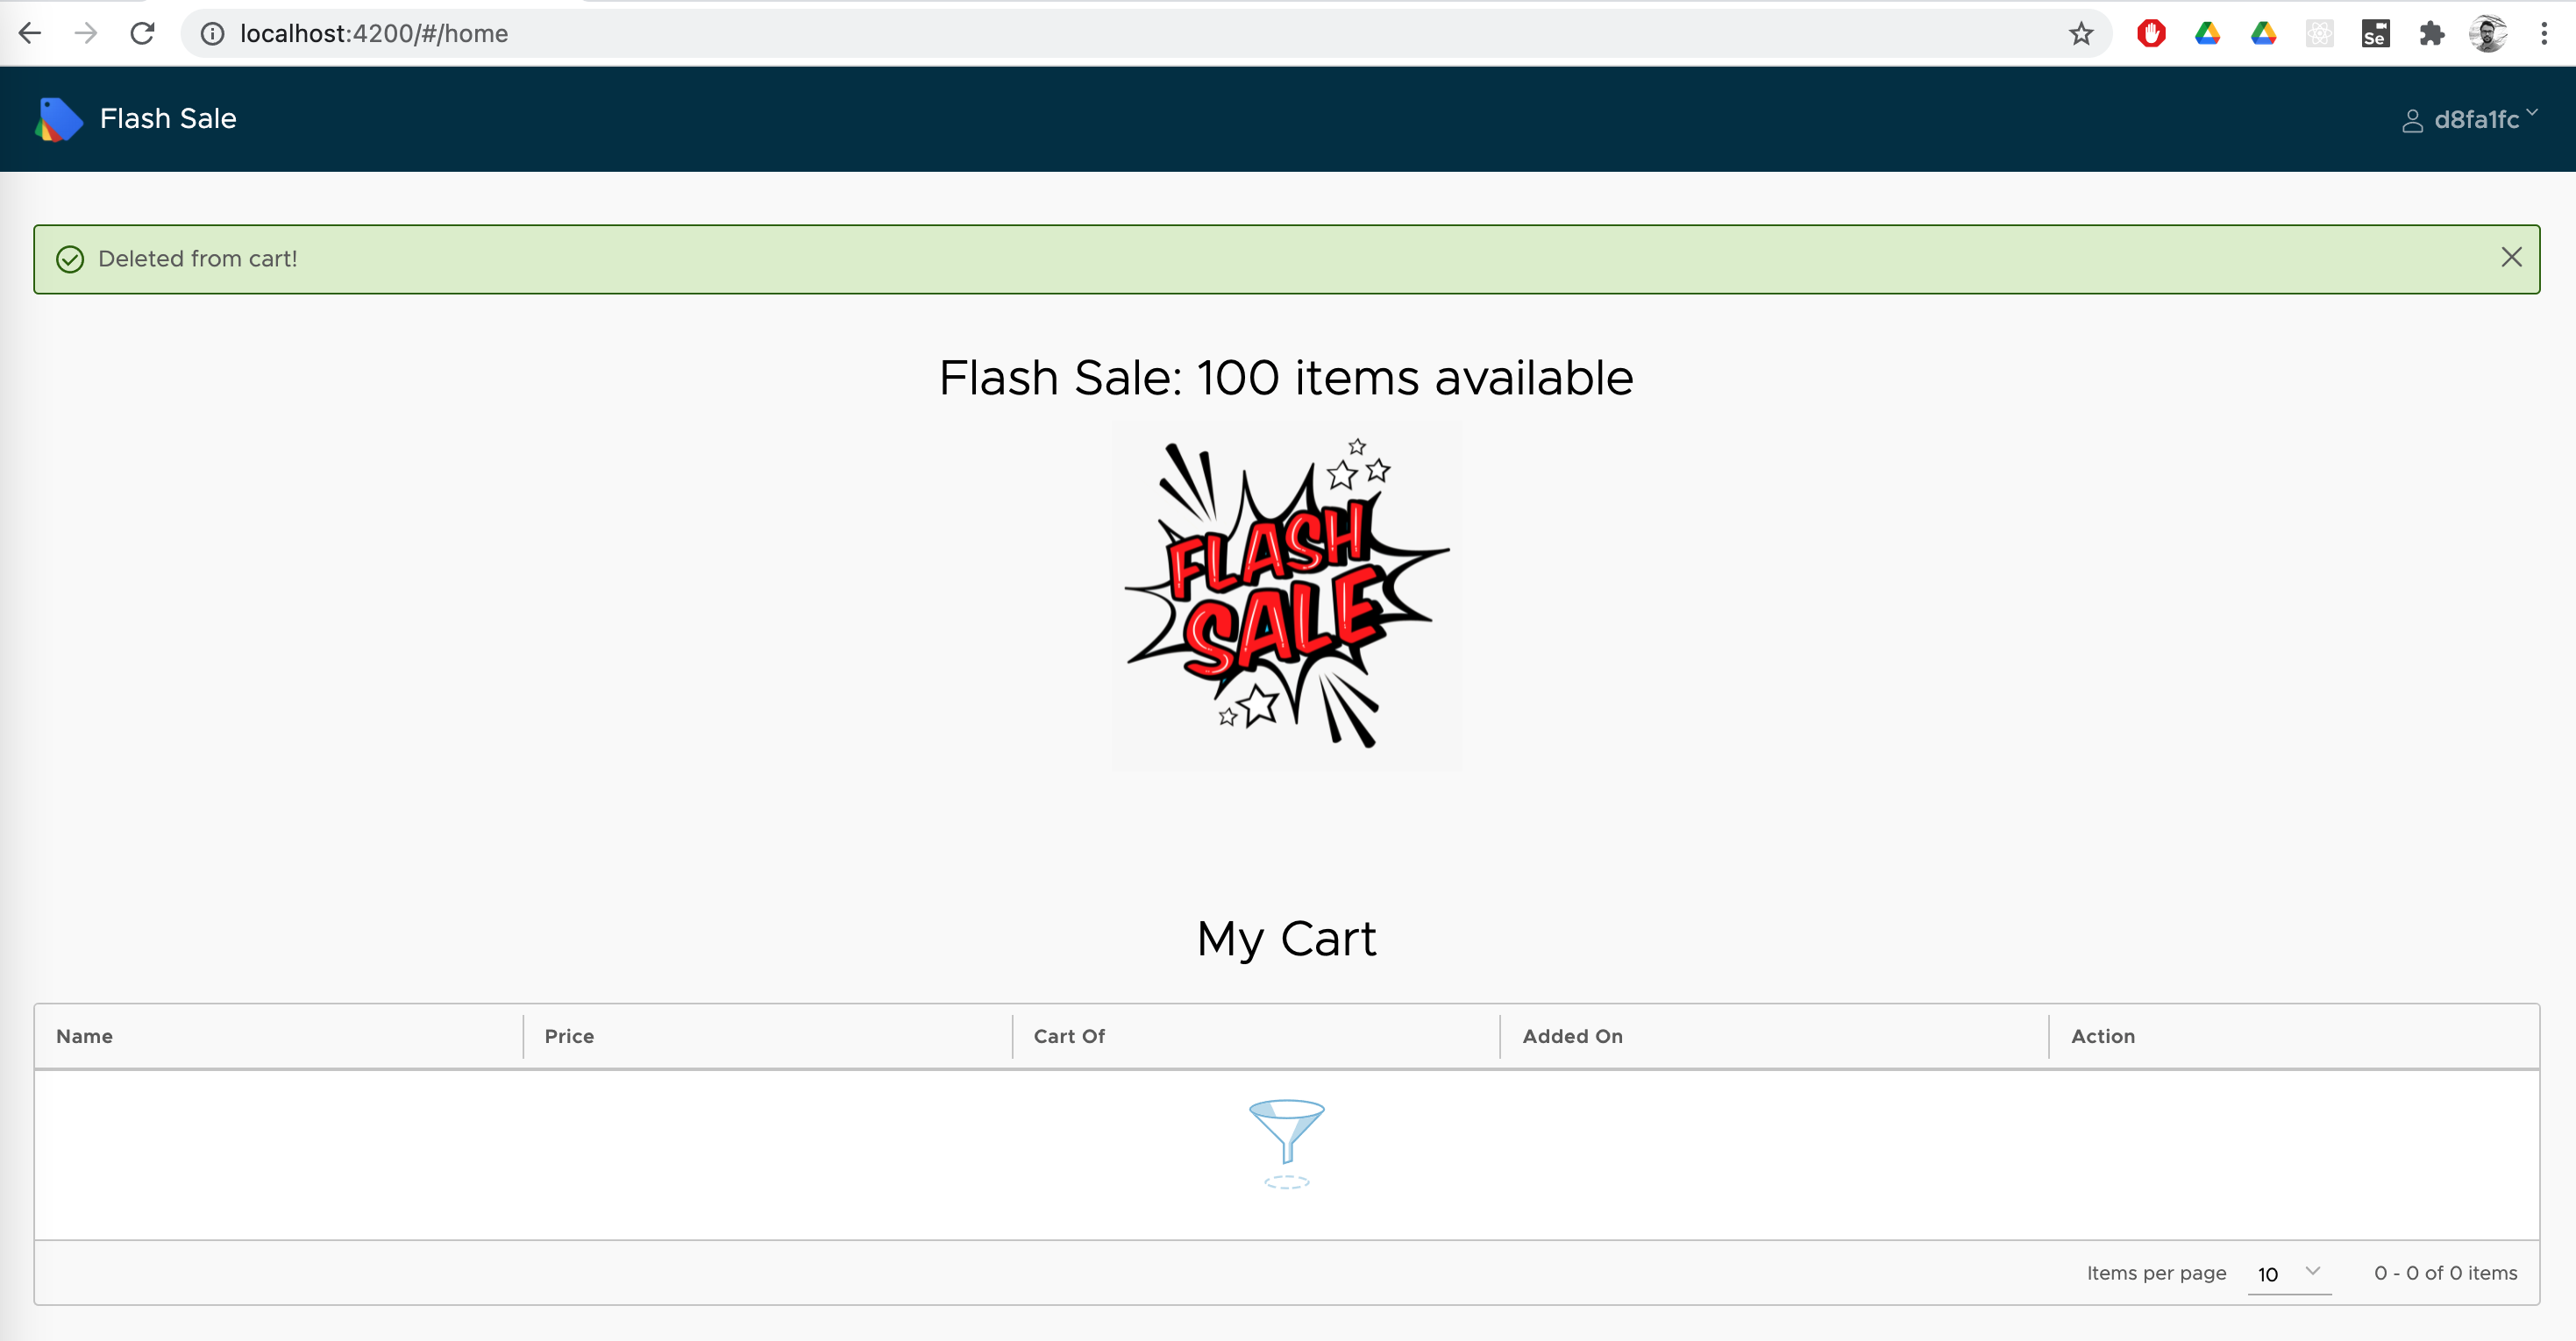 localhost:4200/#/home
Se
Flash Sale
d8fa1fc
Deleted from cart!
Flash Sale: 100 items available
FLASH
SALE
My Cart
Name Price Cart Of Added On Action
Items per page 10 0 - 0 of 0 items